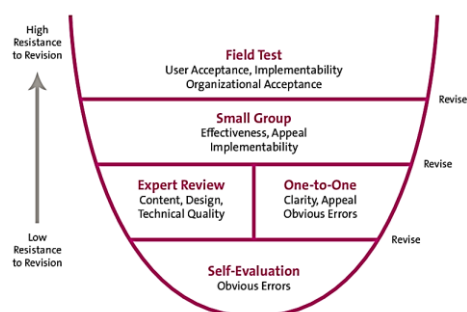 High
Resistance
to Revision
Field Test
User Acceptance, Implementability
Organizational Acceptance
Revise
Small Group
Effectiveness, Appeal
Implementability
Revise
Expert Review
Content, Design,
Technical Quality
One-to-One
Clarity, Appeal
Obvious Errors
Low
Resistance
to Revision
Revise
Self-Evaluation
Obvious Errors